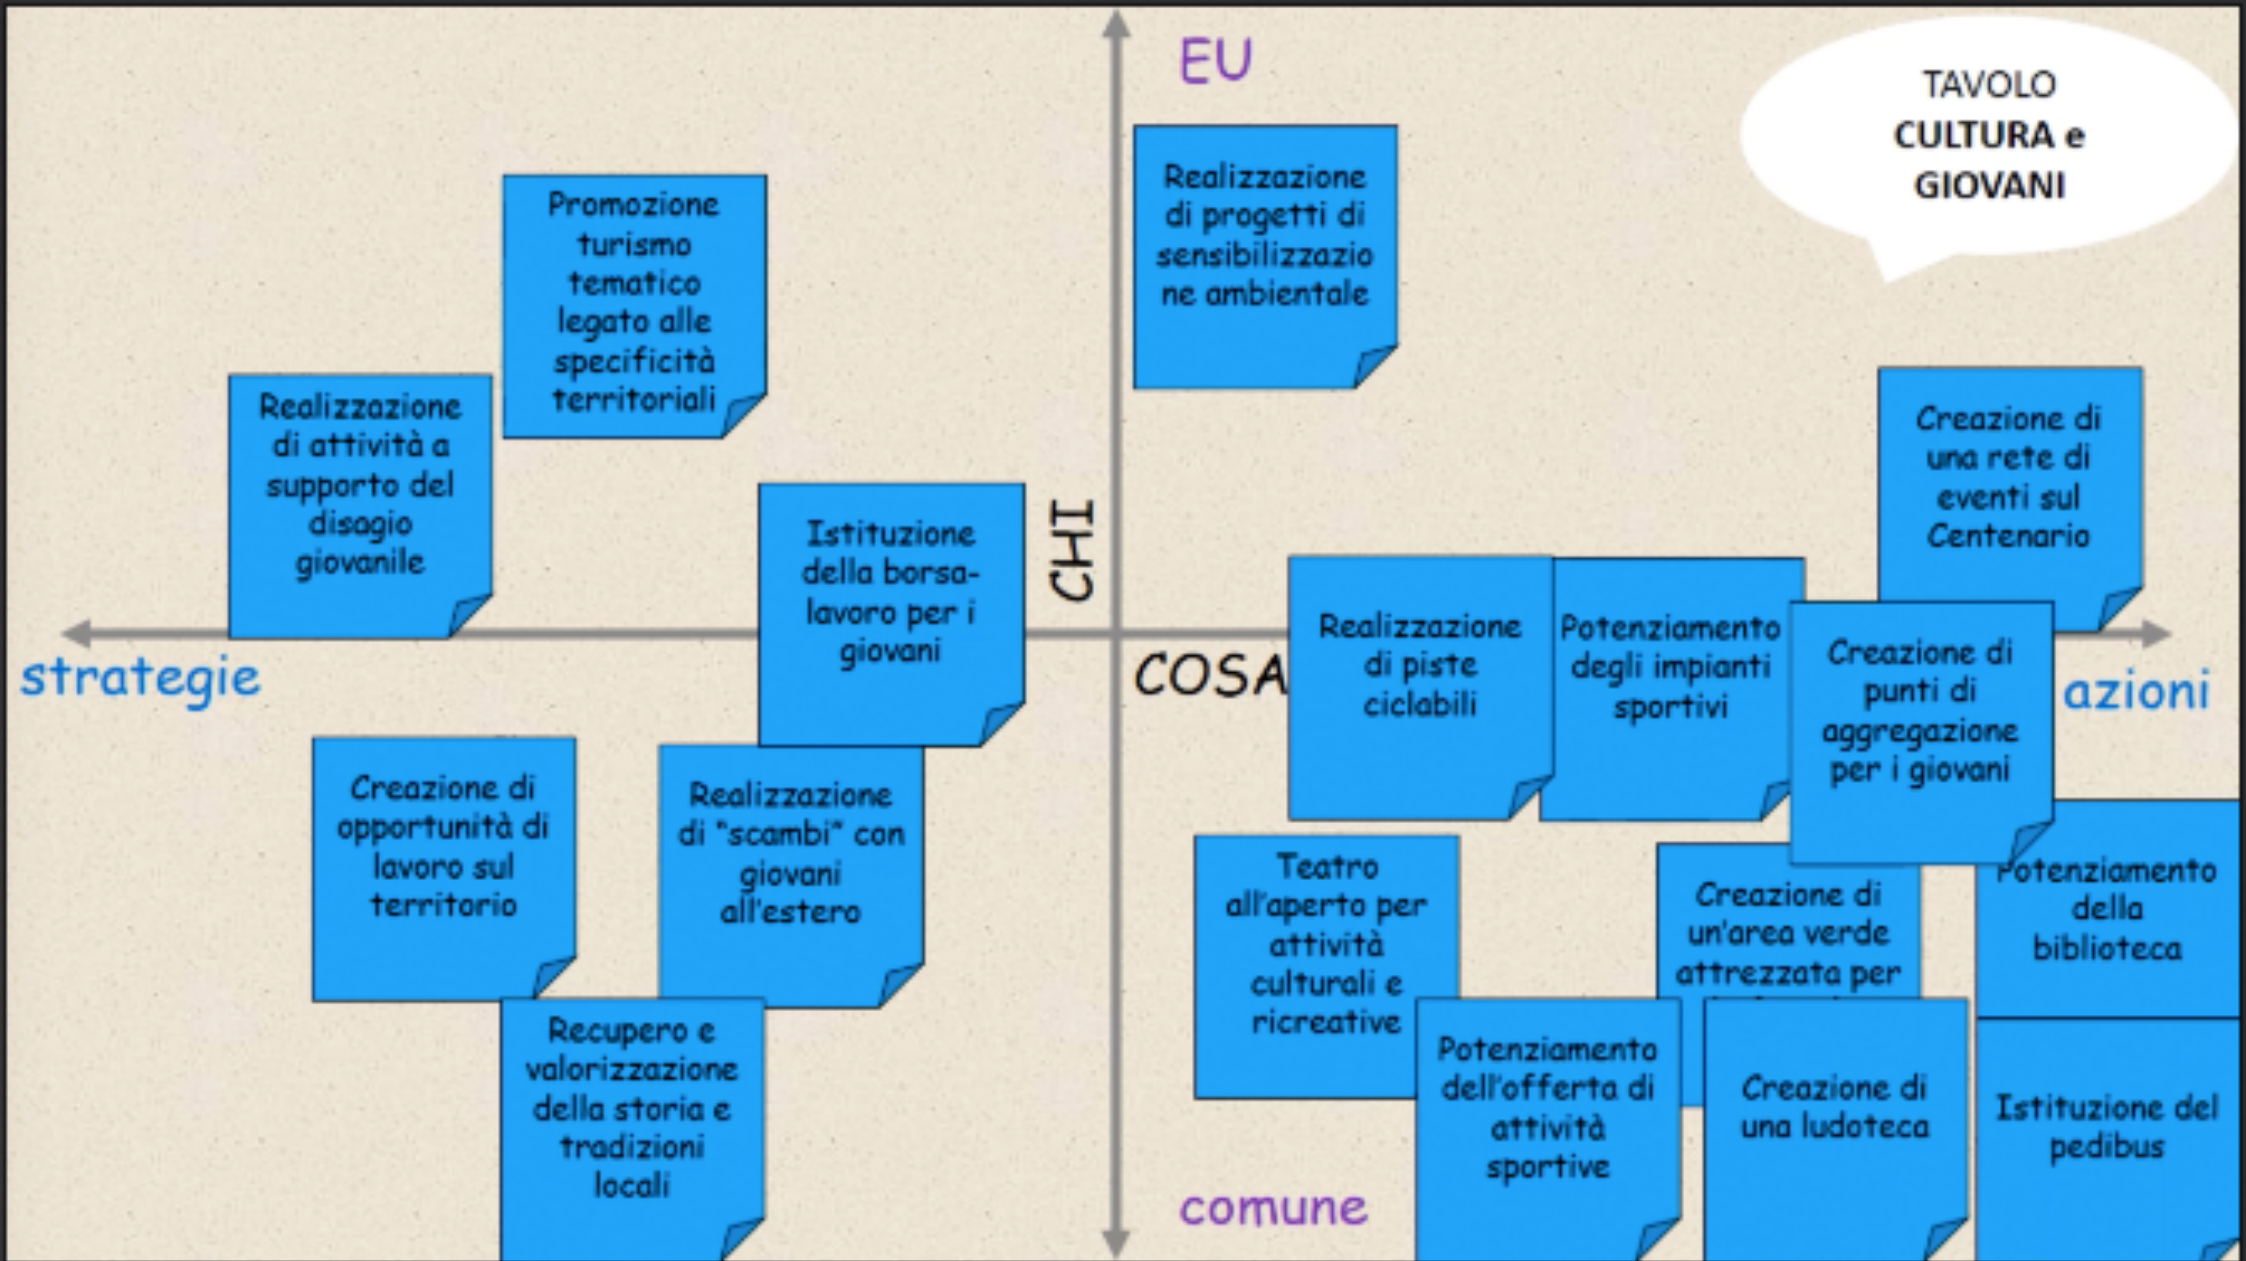 EU
TAVOLO
CULTURA e
GIOVANI
Realizzazione
di progetti di
sensibilizzazio
ne ambientale
Promozione
turismo
tematico
legato alle
specificità
territoriali
Realizzazione
di attività a
supporto del
disagio
giovanile
Creazione di
una rete di
eventi sul
Centenario
Istituzione
della borsa-
lavoro per i
giovani
CHI
COSA
strategie
azioni
Realizzazione
di piste
ciclabili
Potenziamento
degli impianti
sportivi
Creazione di
punti di
aggregazione
per i giovani
Creazione di
opportunità di
lavoro sul
territorio
Realizzazione
di "scambi" con
giovani
all'estero
Teatro
all'aperto per
attività
culturali e
ricreative
Creazione di
un'area verde
attrezzata per
Potenziamento
della
biblioteca
Recupero e
valorizzazione
della storia e
tradizioni
locali
Potenziamento
dell'offerta di
attività
sportive
Creazione di
una ludoteca
Istituzione del
pedibus
comune